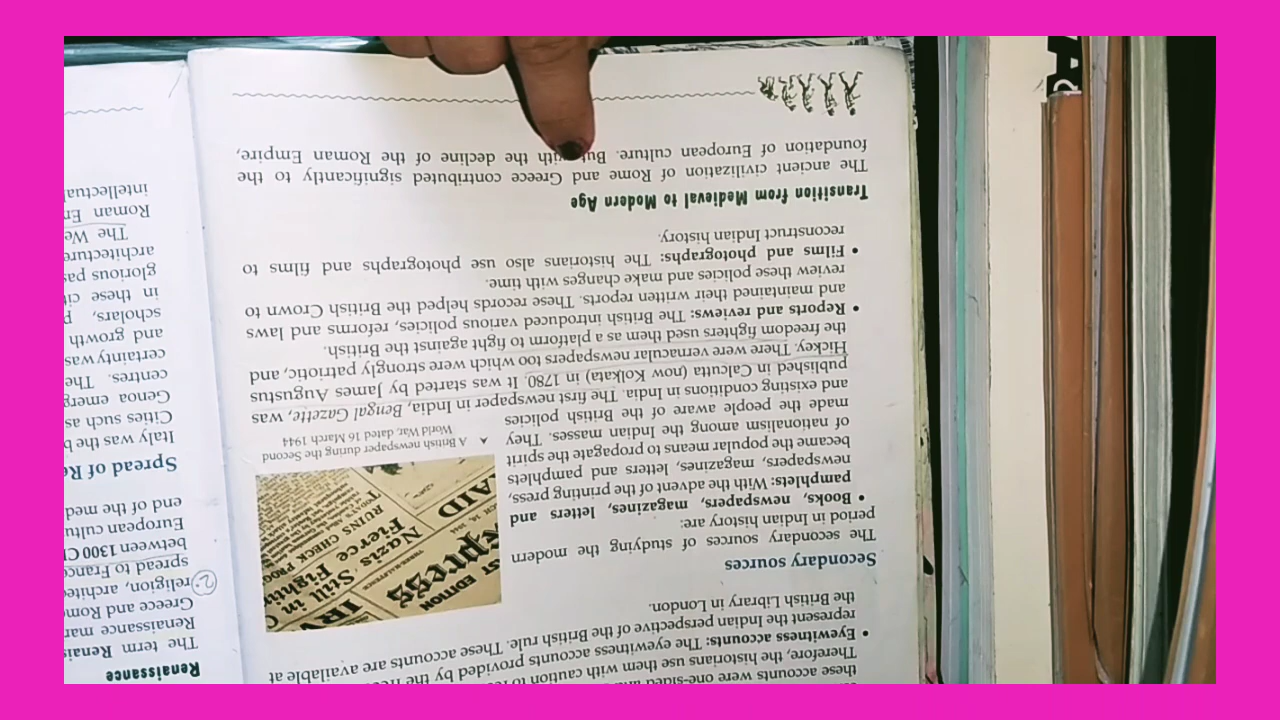 these accounts were one-sided
Therefore, the historians use them with caution to
• Eyewitness accounts: The eyewitness accounts provided by the
represent the Indian perspective of the British rule. These accounts are available at
the British Library in London.
Secondary sources
The secondary sources of studying the modern
period in Indian history are:
• Books, newspapers, magazines, letters and
pamphlets: With the advent of the printing press,
newspapers, magazines, letters and pamphlets
became the popular means to propagate the spirit
of nationalism among the Indian masses. They
made the people aware of the British policies
and existing conditions in India. The first newspaper in India, Bengal Gazette, was
published in Calcutta (now Kolkata) in 1780. It was started by James Augustus
Hickey. There were vernacular newspapers too which were strongly patriotic, and
the freedom fighters used them as a platform to fight against the British.
EDITION
Still in
Nazis
Fierce
RUINS CHECK
AID
A British newspaper during the Second
World War, dated 16 March 1944
• Reports and reviews: The British introduced various policies, reforms and laws
and maintained their written reports. These records helped the British Crown to
review these policies and make changes with time.
• Films and photographs: The historians also use photographs and films to
reconstruct Indian history.
Transition from Medieval to Modern Age
The ancient civilization of Rome and Greece contributed significantly to the
foundation of European culture. But with the decline of the Roman Empire,
Renaissance
The term Renais
Renaissance mar
Greece and Rom
2. religion, archite
spread to Franc
between 1300 C
European cultu
end of the med
Spread of Re
Italy was the b
Cities such as
Genoa emerg
centres. The
certainty was
and growth
scholars, p
in these cit
glorious pas
architecture
The We
Roman En
intellectual